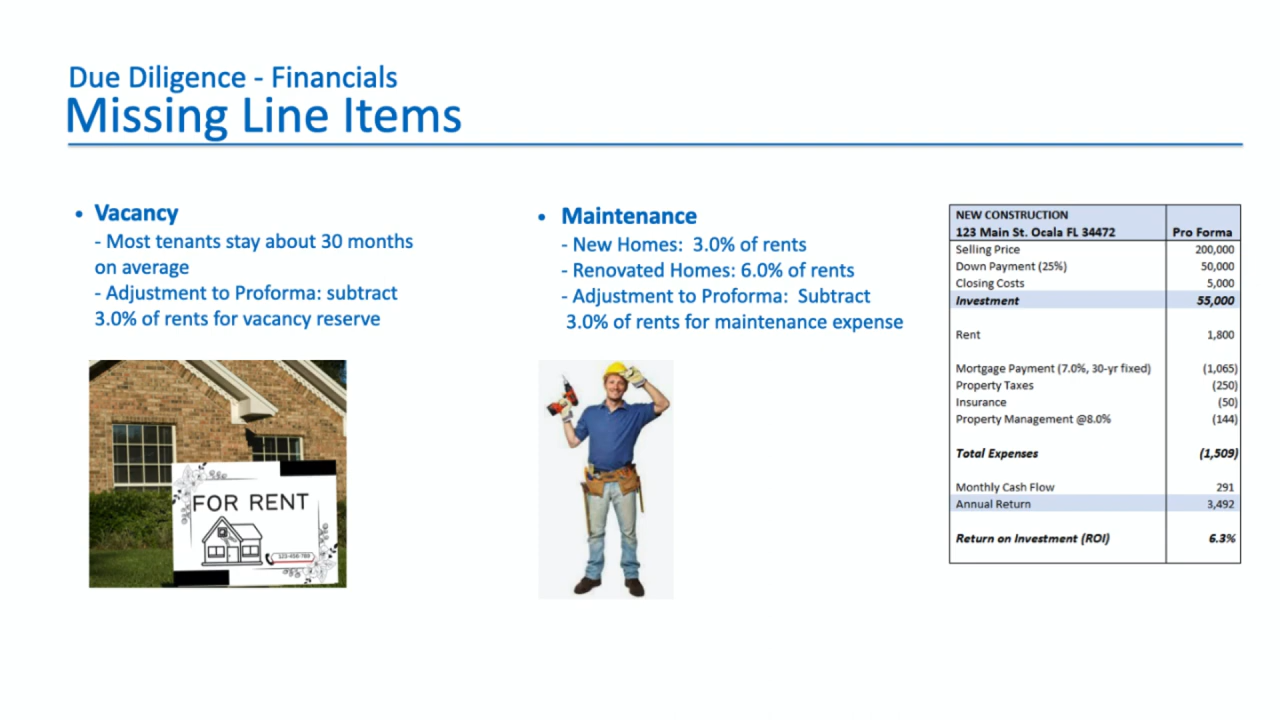 Due Diligence - Financials
Missing Line Items
• Vacancy
- Most tenants stay about 30 months
on average
- Adjustment to Proforma: subtract
3.0% of rents for vacancy reserve
• Maintenance
- New Homes: 3.0% of rents
- Renovated Homes: 6.0% of rents
- Adjustment to Proforma: Subtract
3.0% of rents for maintenance expense
FOR RENT
123-456-789
NEW CONSTRUCTION
123 Main St. Ocala FL 34472 Pro Forma
Selling Price 200,000
Down Payment (25%) 50,000
Closing Costs 5,000
Investment 55,000
Rent 1,800
Mortgage Payment (7.0%, 30-yr fixed) (1,065)
Property Taxes (250)
Insurance (50)
Property Management @8.0% (144)
Total Expenses (1,509)
Monthly Cash Flow 291
Annual Return 3,492
Return on Investment (ROI) 6.3%